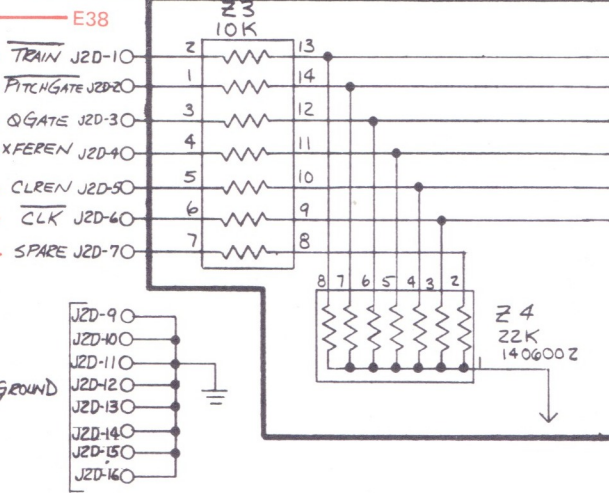 E38
Z3
10K
TRAIN J2D-1 2 13
PITCHGATE J2D-2 1 14
QGATE J2D-3 3 12
XFEREN J2D-4 4 11
CLREN J2D-5 5 10
CLK J2D-6 6 9
SPARE J2D-7 7 8
8 7 6 5 4 3 2
Z4
22K
1406002
1
J2D-9
J2D-10
J2D-11
J2D-12
GROUND
J2D-13
J2D-14
J2D-15
J2D-16